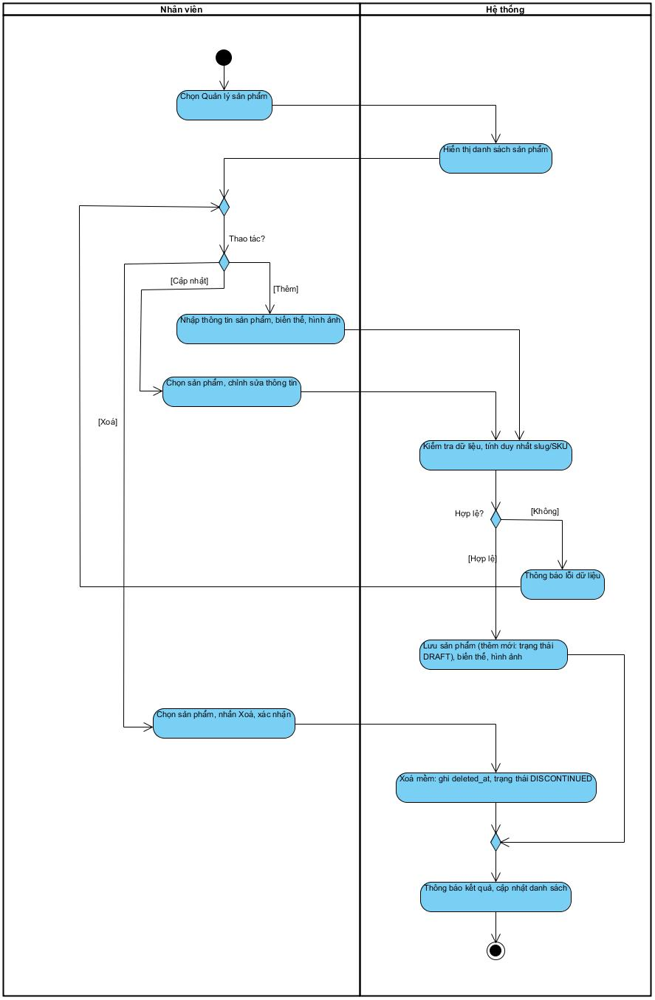 Nhân viên
Hệ thống
Chọn Quản lý sản phẩm
Hiển thị danh sách sản phẩm
Thao tác?
[Cập nhật]
[Thêm]
Nhập thông tin sản phẩm, biến thể, hình ảnh
Chọn sản phẩm, chỉnh sửa thông tin
[Xoá]
Kiểm tra dữ liệu, tính duy nhất slug/SKU
Hợp lệ?
[Không]
[Hợp lệ]
Thông báo lỗi dữ liệu
Lưu sản phẩm (thêm mới: trạng thái
DRAFT), biến thể, hình ảnh
Chọn sản phẩm, nhấn Xoá, xác nhận
Xoá mềm: ghi deleted_at, trạng thái DISCONTINUED
Thông báo kết quả, cập nhật danh sách